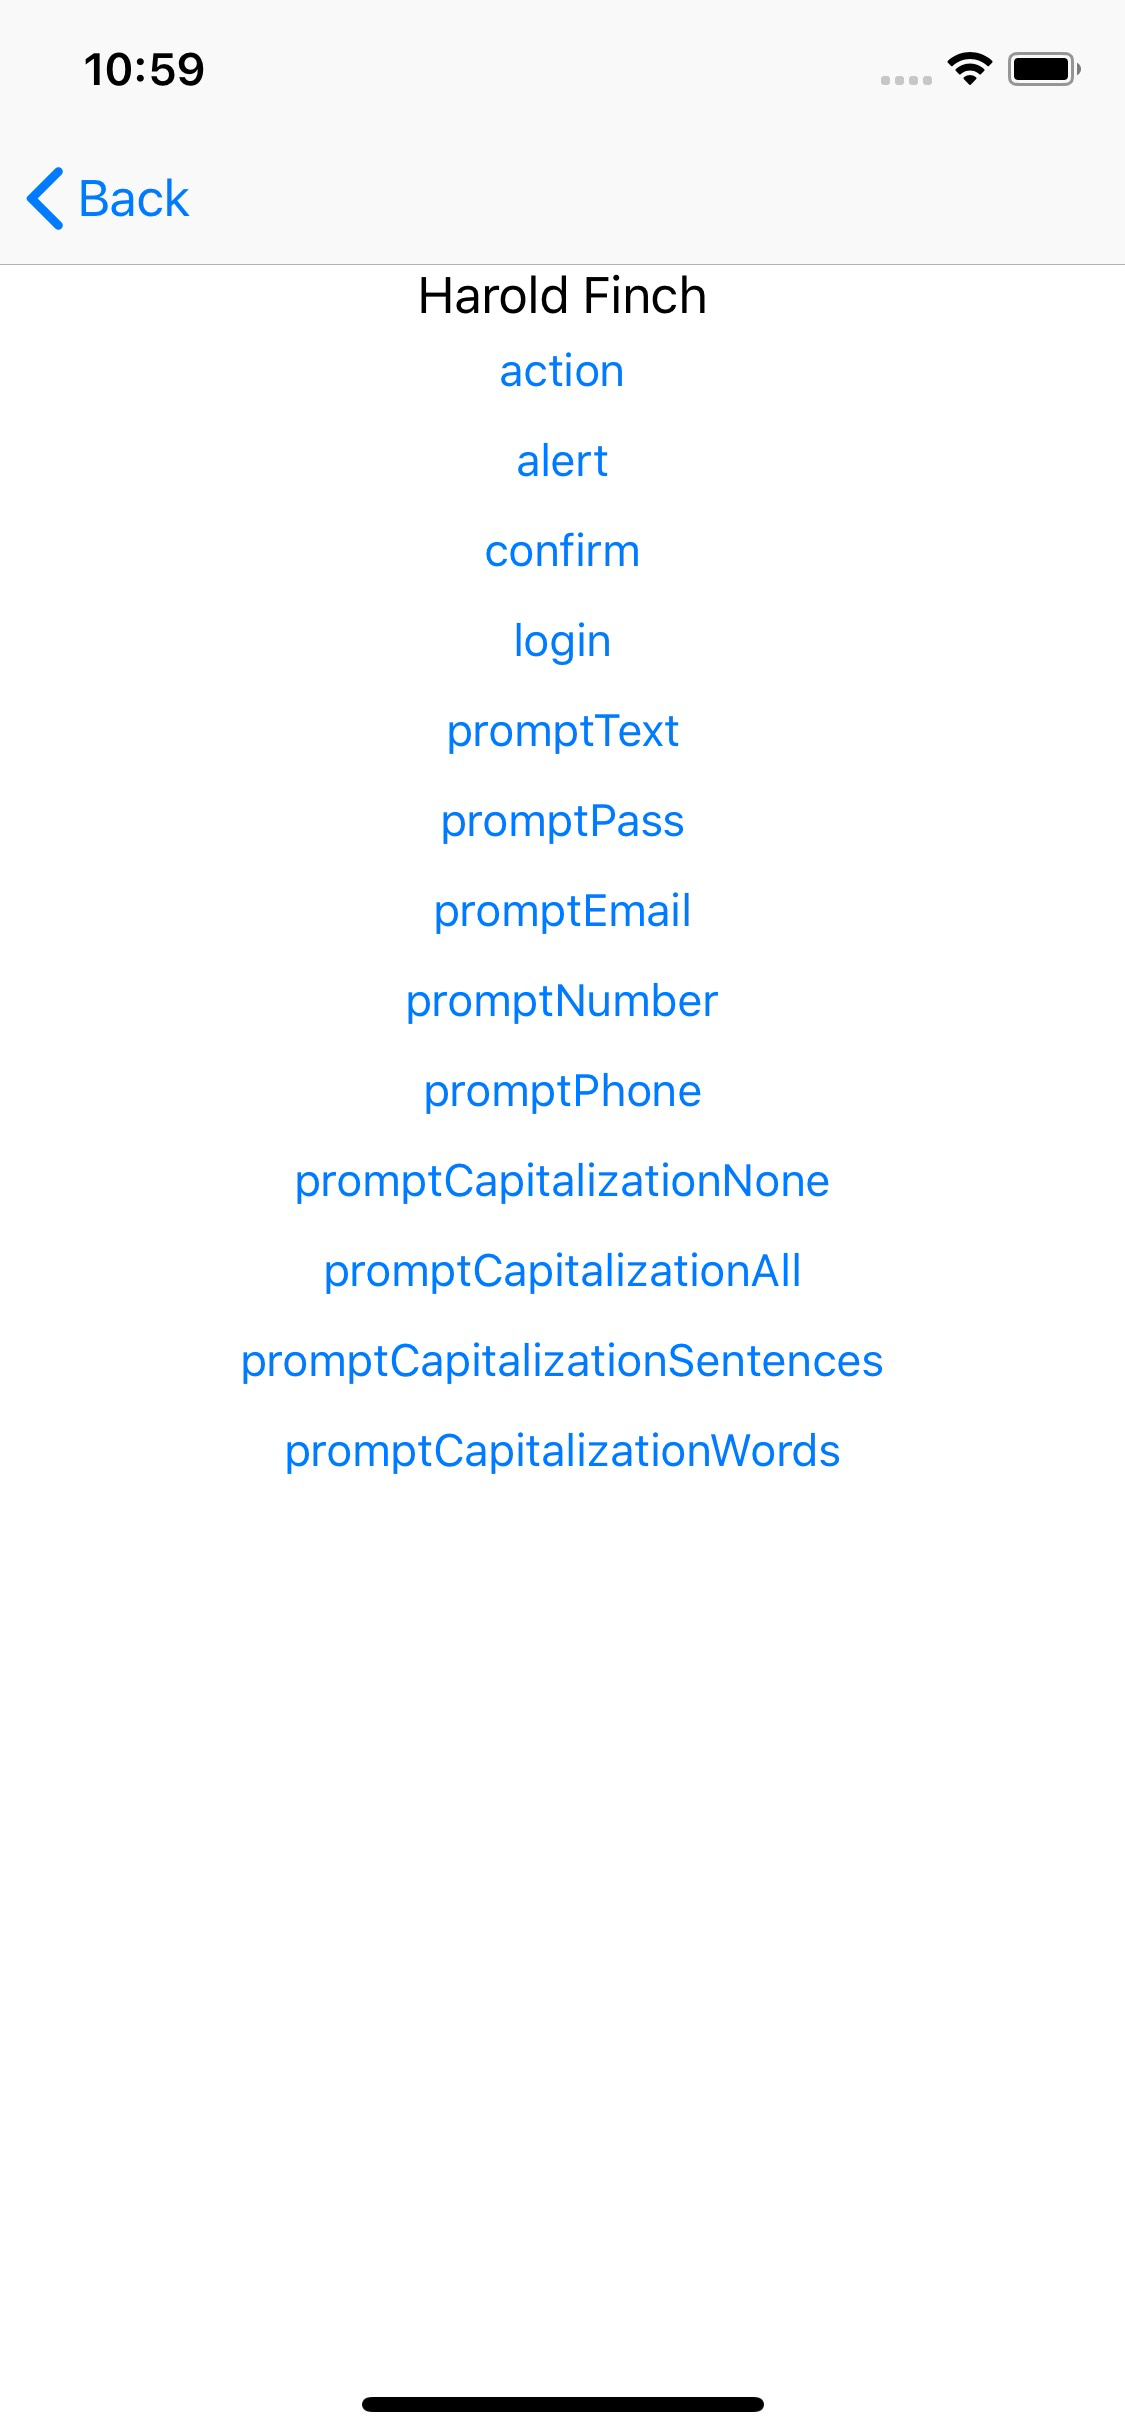 10:59
Back
Harold Finch
action
alert
confirm
login
promptText
promptPass
promptEmail
promptNumber
promptPhone
promptCapitalizationNone
promptCapitalizationAll
promptCapitalizationSentences
promptCapitalizationWords